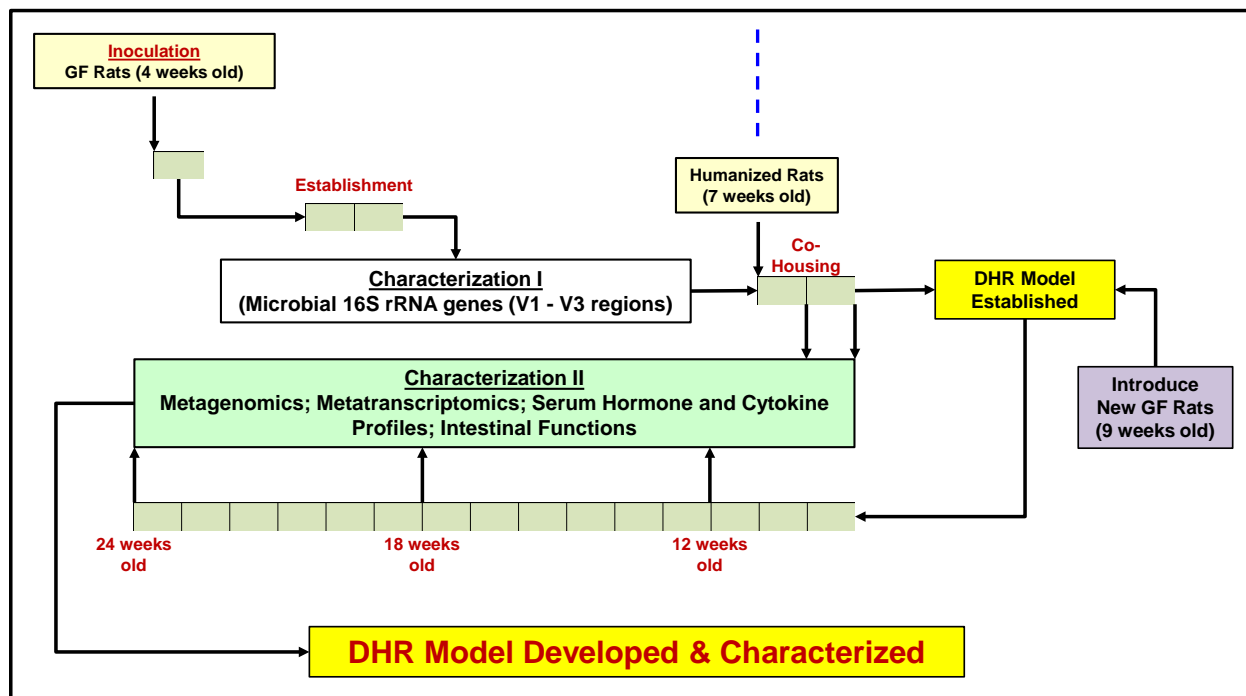 Inoculation
GF Rats (4 weeks old)
Establishment
Humanized Rats
(7 weeks old)
Co-
Housing
Characterization I
(Microbial 16S rRNA genes (V1 - V3 regions)
DHR Model
Established
Characterization II
Metagenomics; Metatranscriptomics; Serum Hormone and Cytokine
Profiles; Intestinal Functions
Introduce
New GF Rats
(9 weeks old)
24 weeks
old
18 weeks
old
12 weeks
old
DHR Model Developed & Characterized